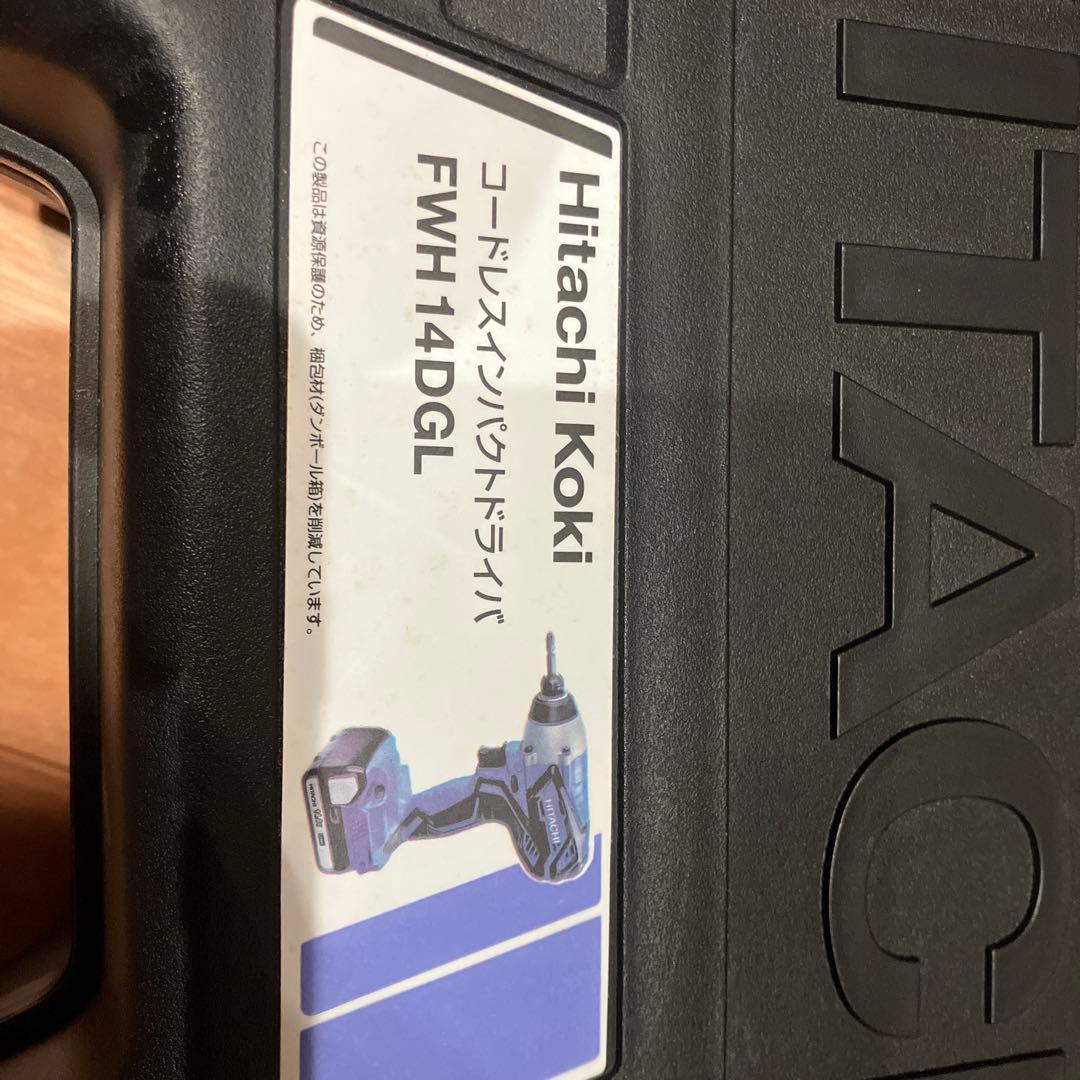 ITAC
Hitachi Koki
コードレスインパクトドライバ
FWH 14DGL
この製品は資源保護のため、梱包材(ダンボール箱)を削減しています。
HITACHI